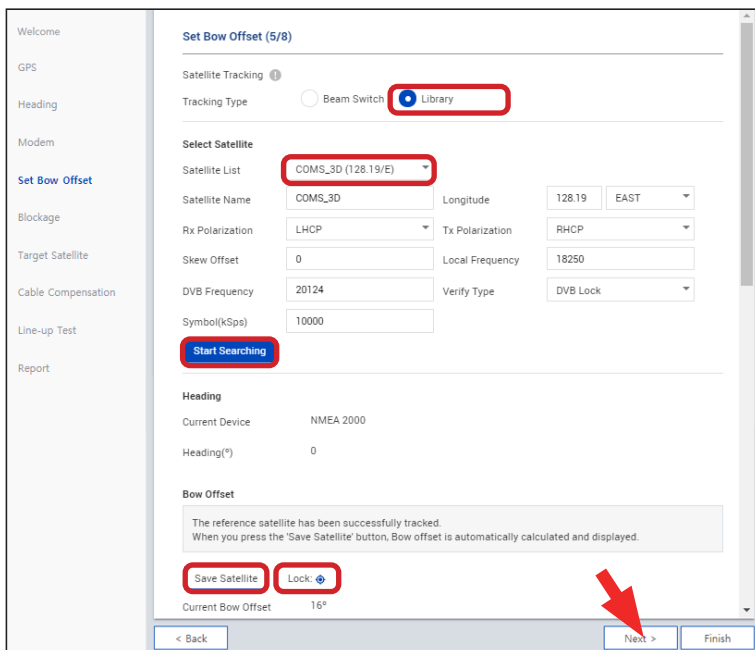 Welcome
GPS
Heading
Modem
Set Bow Offset
Blockage
Target Satellite
Cable Compensation
Line-up Test
Report
Set Bow Offset (5/8)
Satellite Tracking
Tracking Type Beam Switch Library
Select Satellite
Satellite List COMS_3D (128.19/E)
Satellite Name COMS_3D Longitude 128.19 EAST
Rx Polarization LHCP Tx Polarization RHCP
Skew Offset 0 Local Frequency 18250
DVB Frequency 20124 Verify Type DVB Lock
Symbol(kSps) 10000
Start Searching
Heading
Current Device NMEA 2000
Heading(º) 0
Bow Offset
The reference satellite has been successfully tracked.
When you press the 'Save Satellite' button, Bow offset is automatically calculated and displayed.
Save Satellite Lock:
Current Bow Offset 16º
< Back Next > Finish